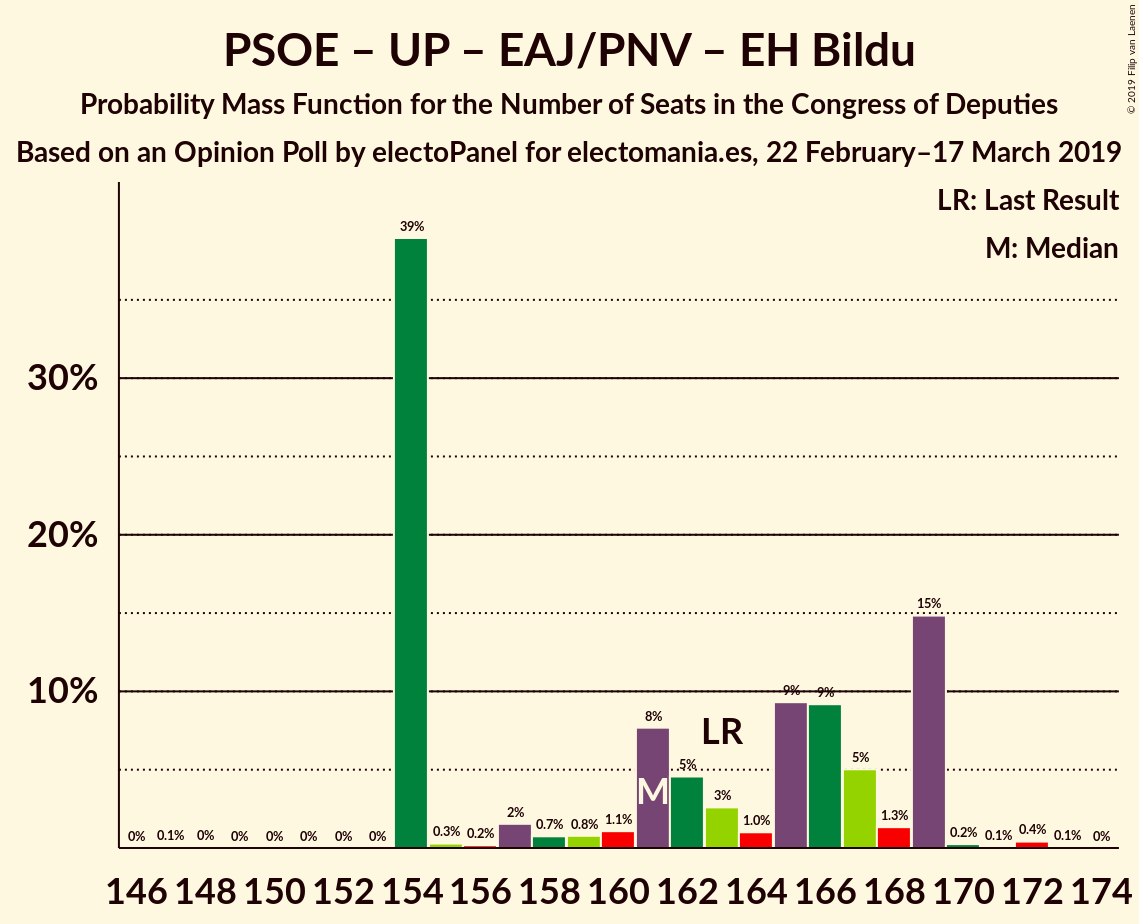 PSOE – UP – EAJ/PNV – EH Bildu
Probability Mass Function for the Number of Seats in the Congress of Deputies
Based on an Opinion Poll by electoPanel for electomania.es, 22 February–17 March 2019
© 2019 Filip van Laenen
LR: Last Result
M: Median
30%
20%
10%
0% 0.1% 0% 0% 0% 0% 0% 0% 39% 0.3% 0.2% 2% 0.7% 0.8% 1.1% 8% 5% 3% 1.0% 9% 9% 5% 1.3% 15% 0.2% 0.1% 0.4% 0.1% 0%
LR
M
146 148 150 152 154 156 158 160 162 164 166 168 170 172 174